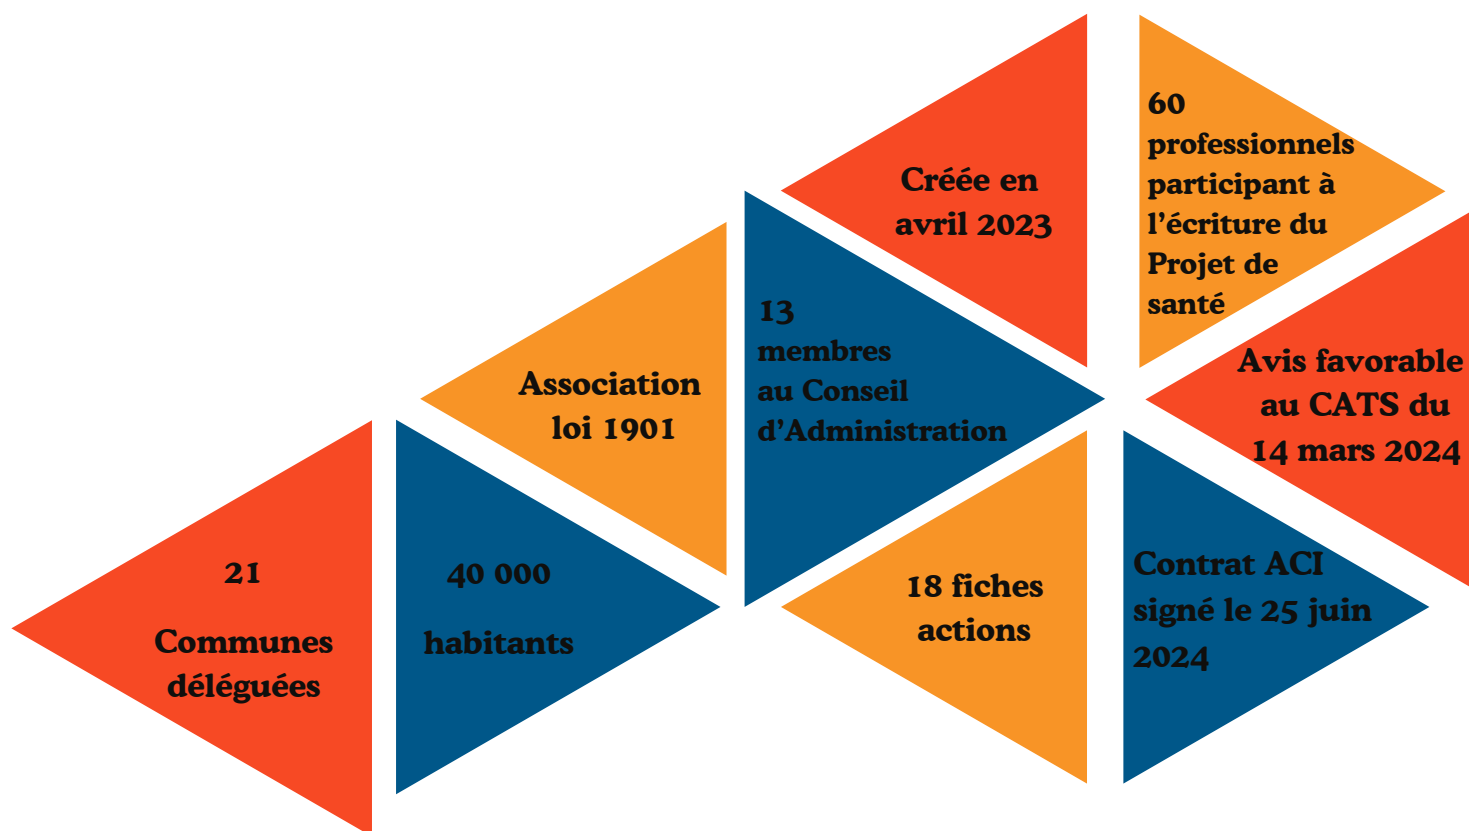 21
Communes
déléguées
40 000
habitants
Association
loi 1901
13
membres
au Conseil
d’Administration
Créée en
avril 2023
60
professionnels
participant à
l’écriture du
Projet de
santé
Avis favorable
au CATS du
14 mars 2024
18 fiches
actions
Contrat ACI
signé le 25 juin
2024